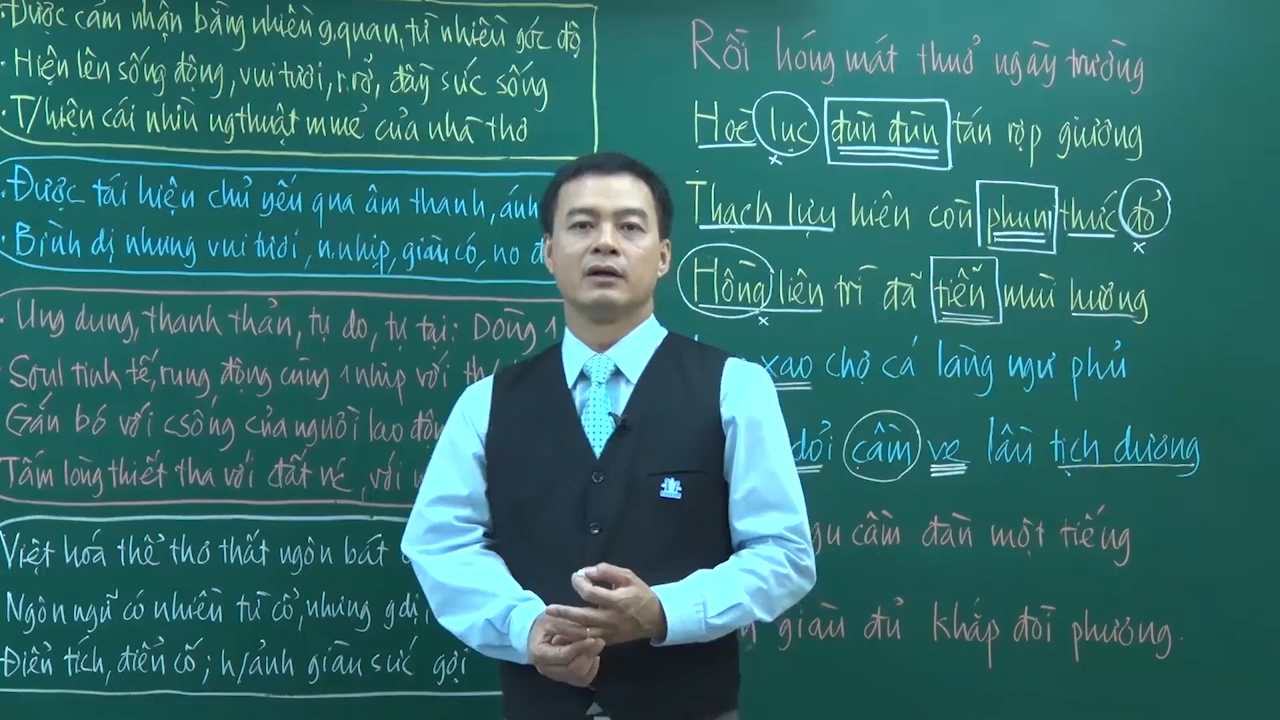 Được cảm nhận bằng nhiều g.quan, từ nhiều góc độ
Hiện lên sống động, vui tươi, r.rỡ, đầy sức sống
T/hiện cái nhìn ng thuật m mẻ của nhà thơ
Được tái hiện chủ yếu qua âm thanh, ánh
Bình dị nhưng vui tươi, n.nhịp, giàu có, no đ
Ung dung, thanh thản, tự do, tự tại: Dòng 1
Soul tinh tế, rung động cùng 1 nhịp với th
Gắn bó với csống của người lao độn
Tấm lòng thiết tha với đất nc, với
Việt hoá thể thơ thất ngôn bát
Ngôn ngữ có nhiều từ cổ, nhưng g.dị
Điển tích, điển cố; h/ảnh giàu sức gợi
Rồi hóng mát thuở ngày trường
Hoè lục đùn đùn tán rợp giương
Thạch lựu hiên còn phun thức đỏ
Hồng liên trì đã tiễn mùi hương
xao chợ cá làng ngư phủ
dỏi cầm ve lầu tịch dương
gu cầm đàn một tiếng
giàu đủ khắp đòi phương.